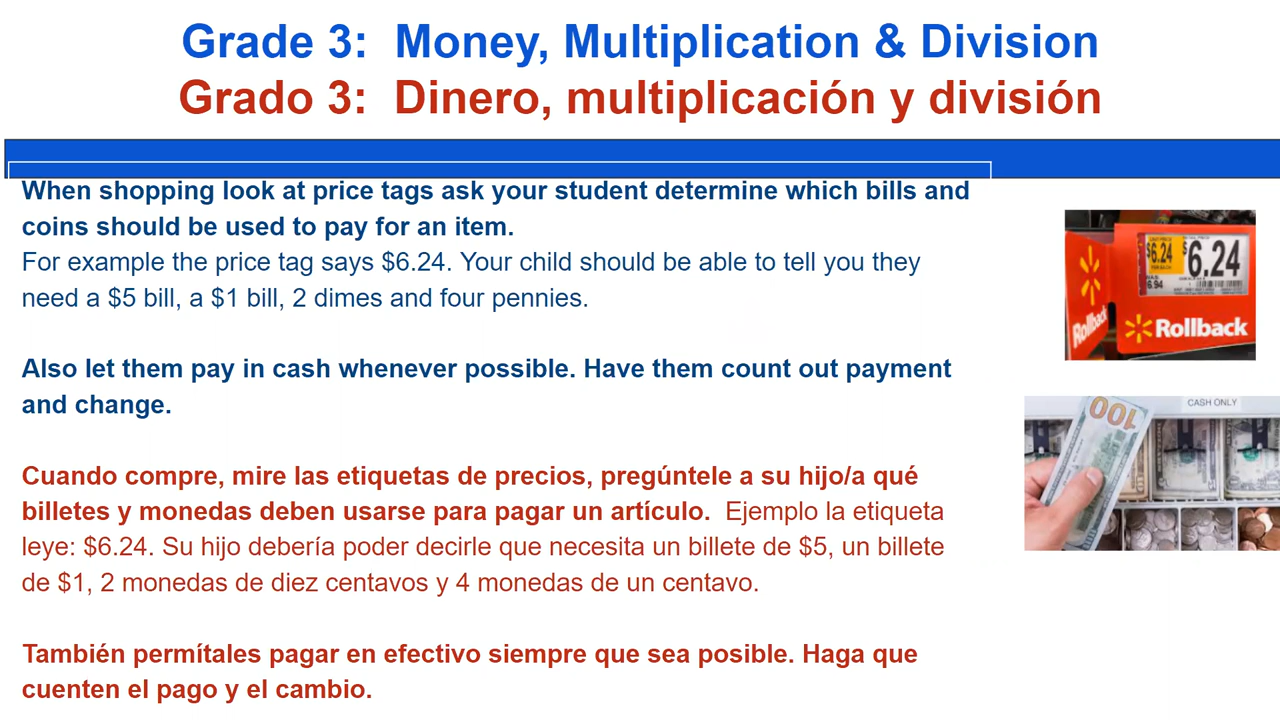 Grade 3:  Money, Multiplication & Division
Grado 3:  Dinero, multiplicación y división
When shopping look at price tags ask your student determine which bills and
coins should be used to pay for an item.
For example the price tag says $6.24. Your child should be able to tell you they
need a $5 bill, a $1 bill, 2 dimes and four pennies.
Also let them pay in cash whenever possible. Have them count out payment
and change.
Cuando compre, mire las etiquetas de precios, pregúntele a su hijo/a qué
billetes y monedas deben usarse para pagar un artículo.  Ejemplo la etiqueta
leye: $6.24. Su hijo debería poder decirle que necesita un billete de $5, un billete
de $1, 2 monedas de diez centavos y 4 monedas de un centavo.
También permítales pagar en efectivo siempre que sea posible. Haga que
cuenten el pago y el cambio.
$6.24
$6.24
6.94
Rollback
Rollback
CASH ONLY
100